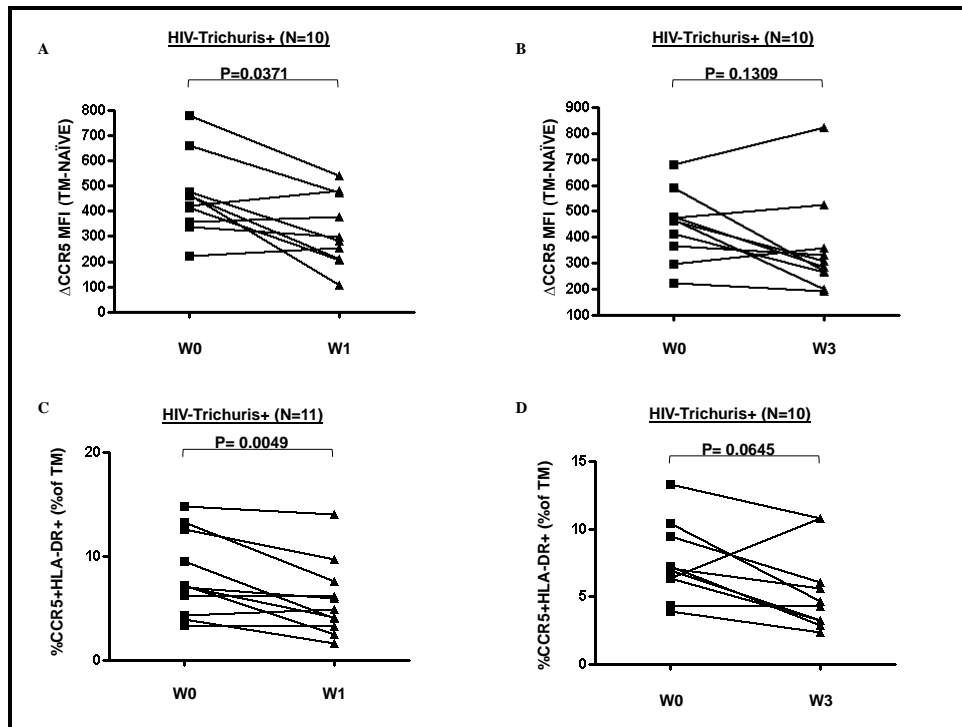 A
HIV-Trichuris+ (N=10)
P=0.0371
ΔCCR5 MFI (TM-NAÏVE)
800
700
600
500
400
300
200
100
0
W0 W1
B
HIV-Trichuris+ (N=10)
P= 0.1309
ΔCCR5 MFI (TM-NAÏVE)
900
800
700
600
500
400
300
200
100
W0 W3
C
HIV-Trichuris+ (N=11)
P= 0.0049
%CCR5+HLA-DR+ (%of TM)
20
10
0
W0 W1
D
HIV-Trichuris+ (N=10)
P= 0.0645
%CCR5+HLA-DR+ (%of TM)
15
10
5
0
W0 W3